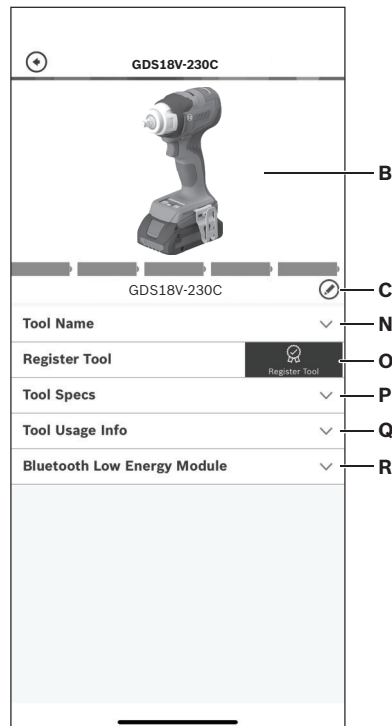 GDS18V-230C
B
GDS18V-230C
C
Tool Name
N
Register Tool
Register Tool
O
Tool Specs
P
Tool Usage Info
Q
Bluetooth Low Energy Module
R